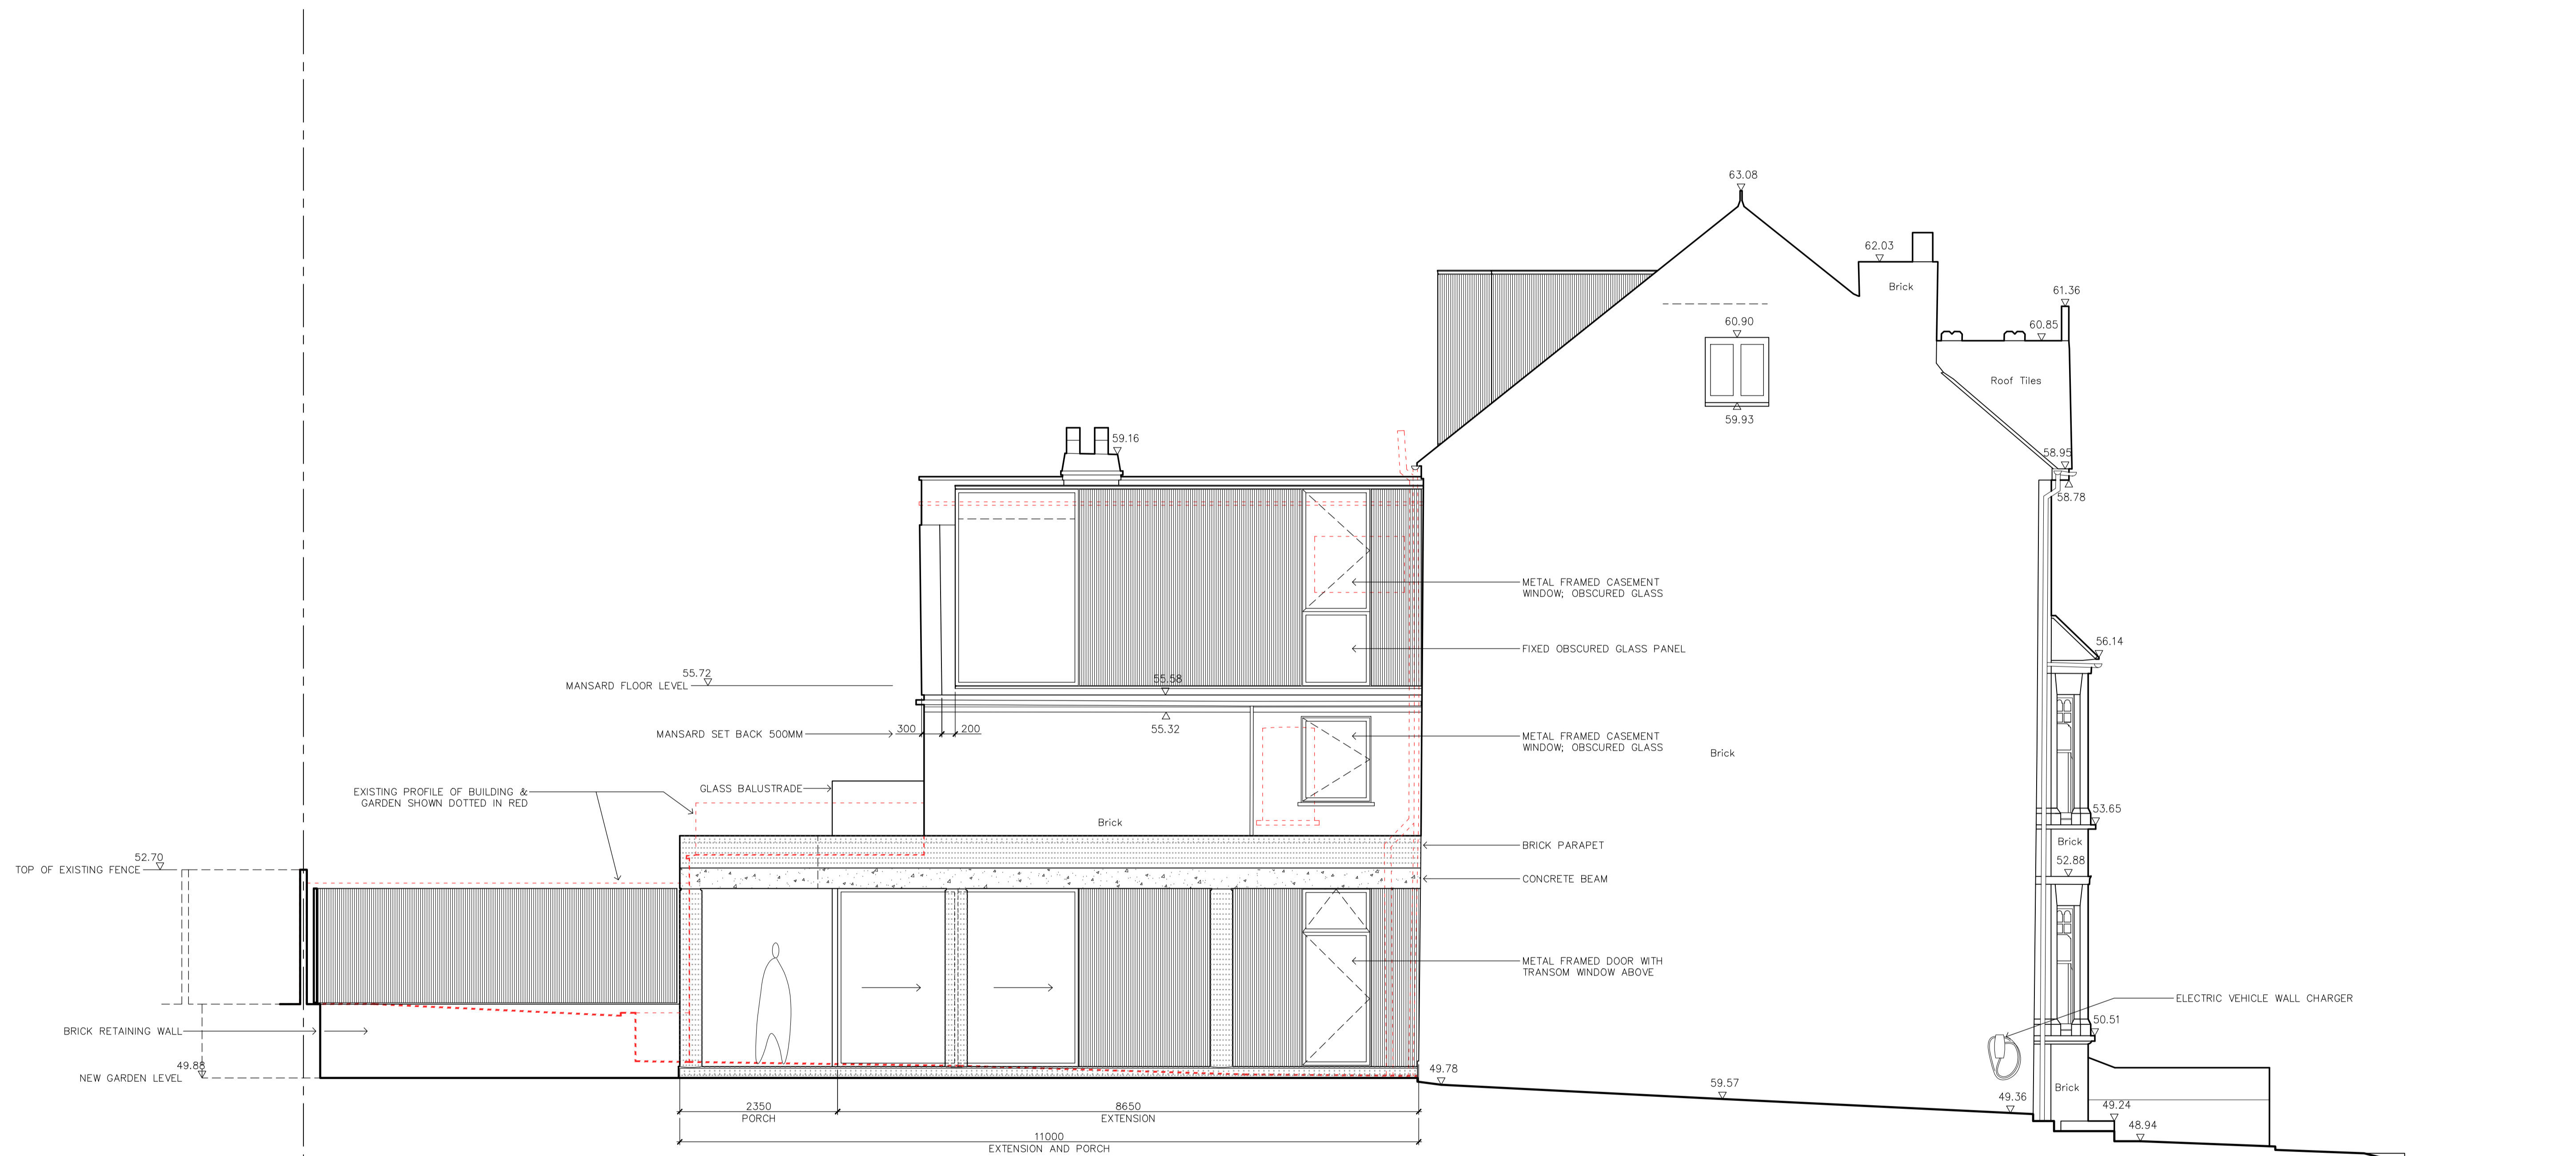 63.08
62.03
Brick
61.36
60.85
60.90
Roof Tiles
59.93
59.16
58.95
58.78
METAL FRAMED CASEMENT
WINDOW; OBSCURED GLASS
FIXED OBSCURED GLASS PANEL
56.14
55.72
MANSARD FLOOR LEVEL
55.58
55.32
MANSARD SET BACK 500MM
300
200
METAL FRAMED CASEMENT
WINDOW; OBSCURED GLASS
Brick
GLASS BALUSTRADE
EXISTING PROFILE OF BUILDING &
GARDEN SHOWN DOTTED IN RED
Brick
53.65
Brick
BRICK PARAPET
52.88
52.70
TOP OF EXISTING FENCE
CONCRETE BEAM
METAL FRAMED DOOR WITH
TRANSOM WINDOW ABOVE
ELECTRIC VEHICLE WALL CHARGER
50.51
BRICK RETAINING WALL
49.88
NEW GARDEN LEVEL
49.78
59.57
49.36
Brick
49.24
48.94
2350
PORCH
8650
EXTENSION
11000
EXTENSION AND PORCH